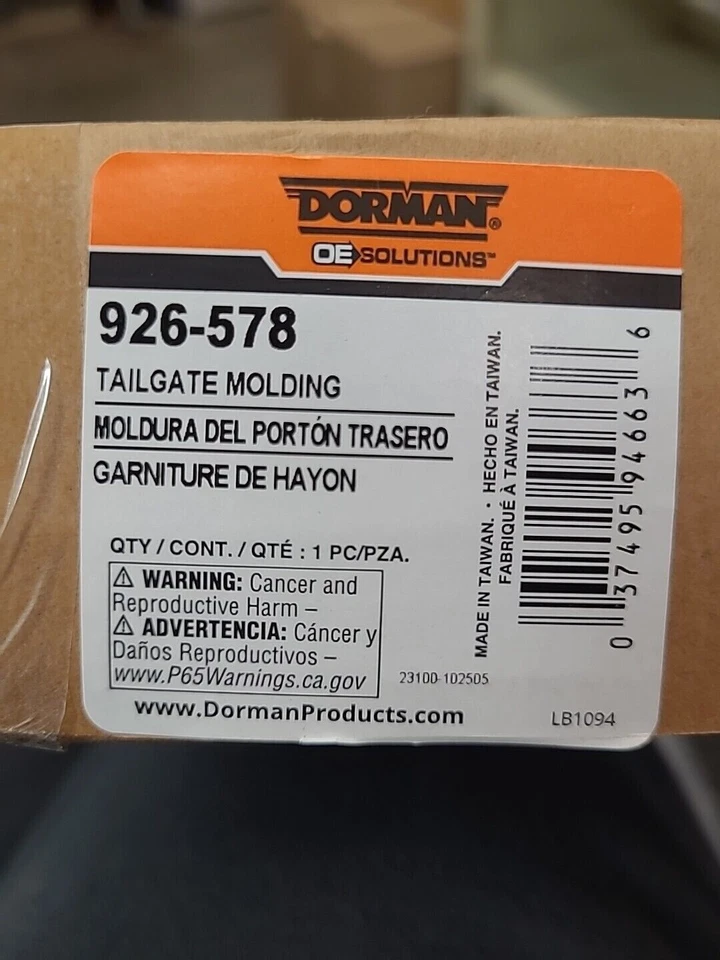 DORMAN®
OE SOLUTIONS™
926-578
TAILGATE MOLDING
MOLDURA DEL PORTÓN TRASERO
GARNITURE DE HAYON
QTY / CONT. / QTÉ : 1 PC/PZA.
⚠ WARNING: Cancer and
Reproductive Harm –
⚠ ADVERTENCIA: Cáncer y
Daños Reproductivos –
www.P65Warnings.ca.gov
23100-102505
www.DormanProducts.com
LB1094
MADE IN TAIWAN. • HECHO EN TAIWAN.
FABRIQUÉ À TAIWAN.
0 37495 94663 6